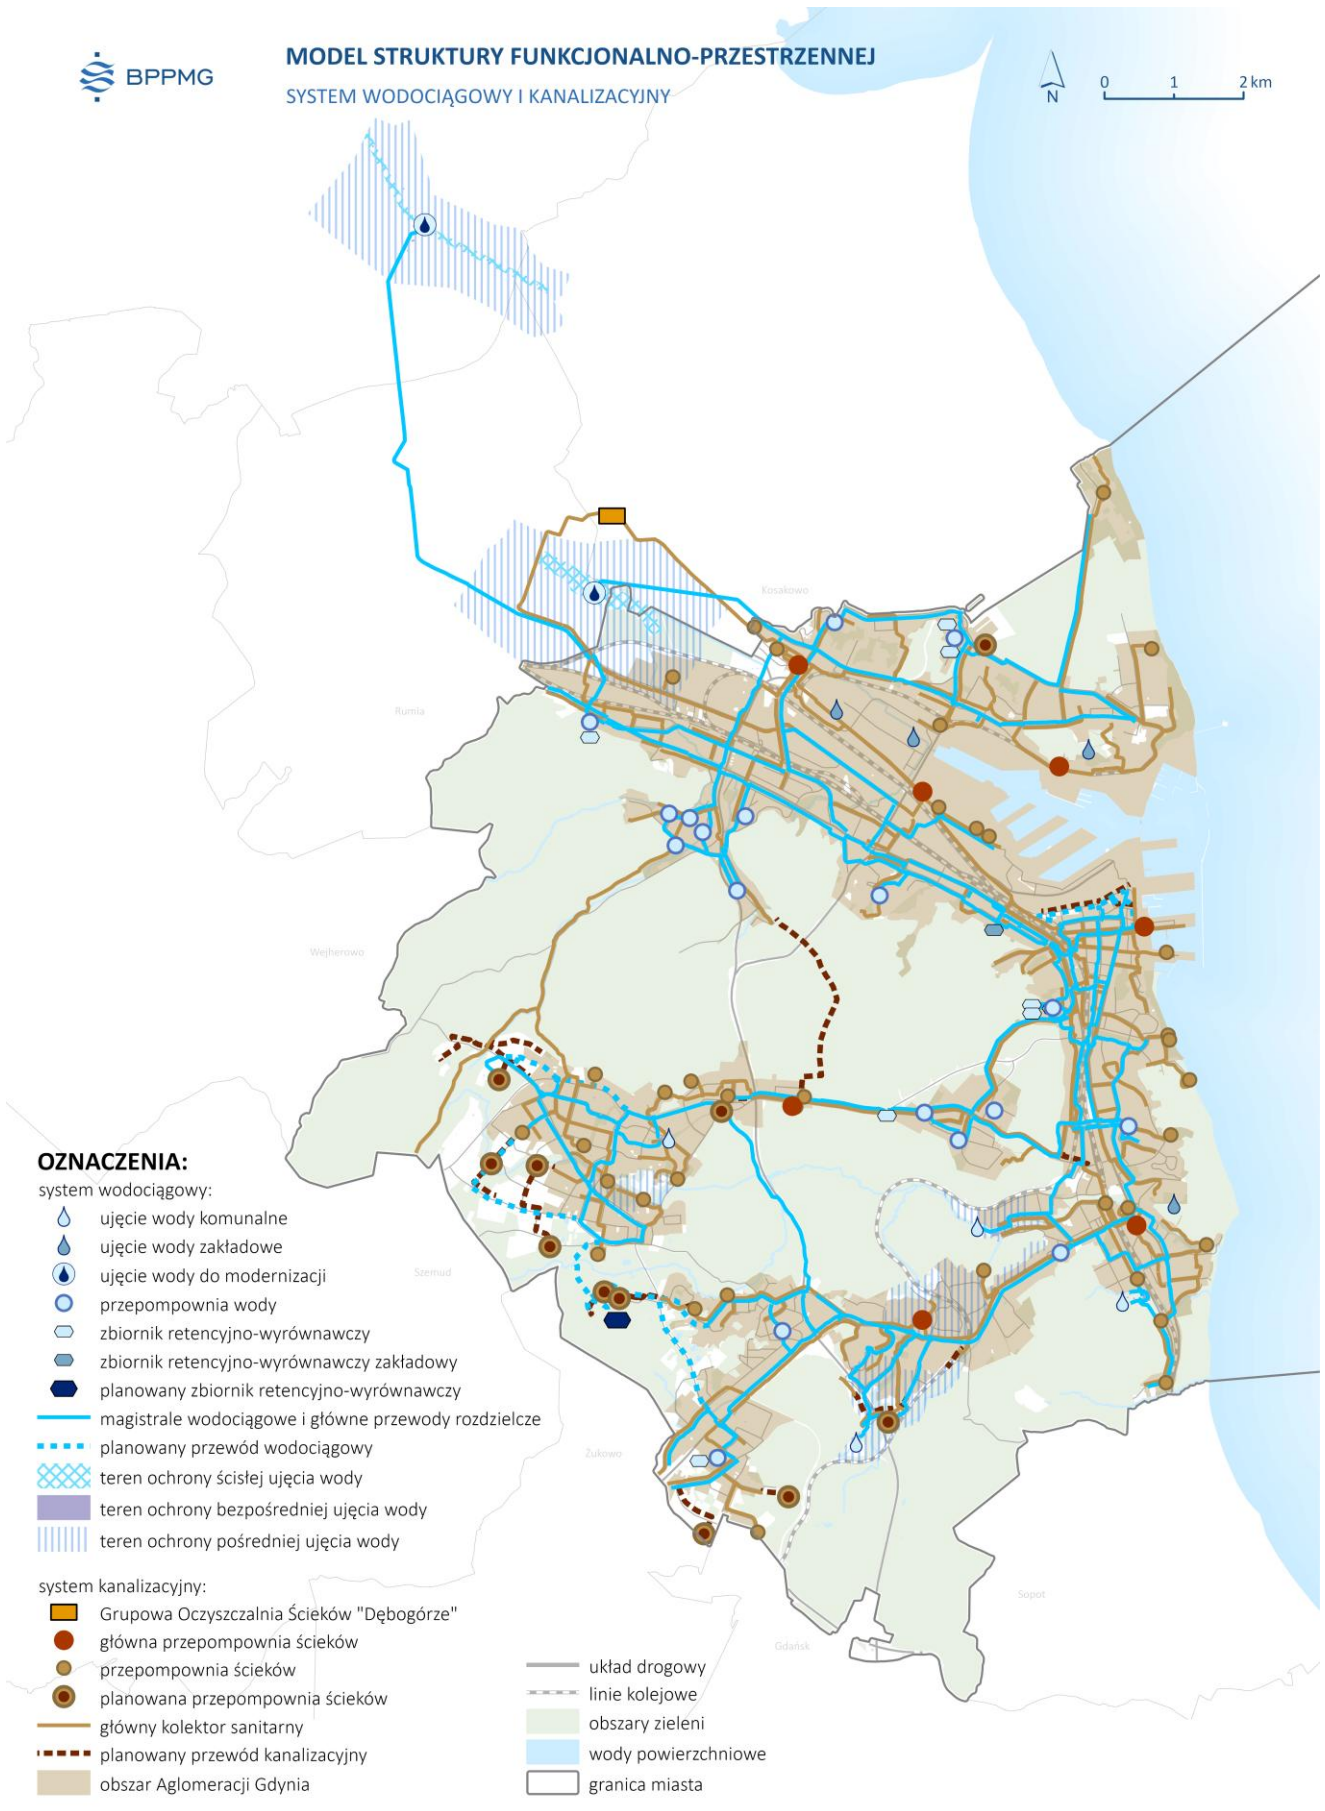 BPPMG
MODEL STRUKTURY FUNKCJONALNO-PRZESTRZENNEJ
SYSTEM WODOCIĄGOWY I KANALIZACYJNY
N
0 1 2 km
Kosakowo
Rumia
Wejherowo
Szemud
Żukowo
Gdańsk
Sopot
OZNACZENIA:
system wodociągowy:
ujęcie wody komunalne
ujęcie wody zakładowe
ujęcie wody do modernizacji
przepompownia wody
zbiornik retencyjno-wyrównawczy
zbiornik retencyjno-wyrównawczy zakładowy
planowany zbiornik retencyjno-wyrównawczy
magistrale wodociągowe i główne przewody rozdzielcze
planowany przewód wodociągowy
teren ochrony ścisłej ujęcia wody
teren ochrony bezpośredniej ujęcia wody
teren ochrony pośredniej ujęcia wody
system kanalizacyjny:
Grupowa Oczyszczalnia Ścieków "Dębogórze"
główna przepompownia ścieków
przepompownia ścieków
planowana przepompownia ścieków
główny kolektor sanitarny
planowany przewód kanalizacyjny
obszar Aglomeracji Gdynia
układ drogowy
linie kolejowe
obszary zieleni
wody powierzchniowe
granica miasta